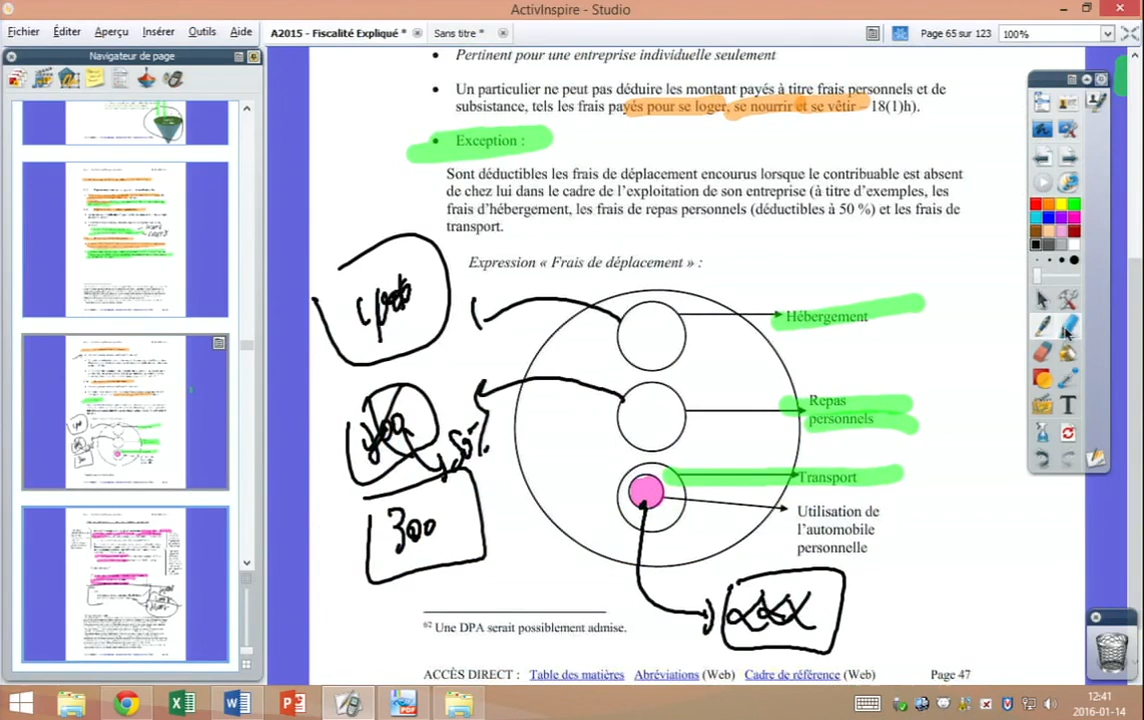 ActivInspire - Studio
Fichier Éditer Aperçu Insérer Outils Aide
A2015 - Fiscalité Expliqué *
Sans titre *
Page 65 sur 123
100%
Navigateur de page
• Pertinent pour une entreprise individuelle seulement
• Un particulier ne peut pas déduire les montant payés à titre frais personnels et de
subsistance, tels les frais payés pour se loger, se nourrir et se vêtir – 18(1)h).
• Exception :
Sont déductibles les frais de déplacement encourus lorsque le contribuable est absent
de chez lui dans le cadre de l'exploitation de son entreprise (à titre d'exemples, les
frais d'hébergement, les frais de repas personnels (déductibles à 50 %) et les frais de
transport.
Expression « Frais de déplacement » :
Hébergement
Repas
personnels
50%
Transport
300
Utilisation de
l'automobile
personnelle
62 Une DPA serait possiblement admise.
ACCÈS DIRECT : Table des matières Abréviations (Web) Cadre de référence (Web) Page 47
12:41
2016-01-14